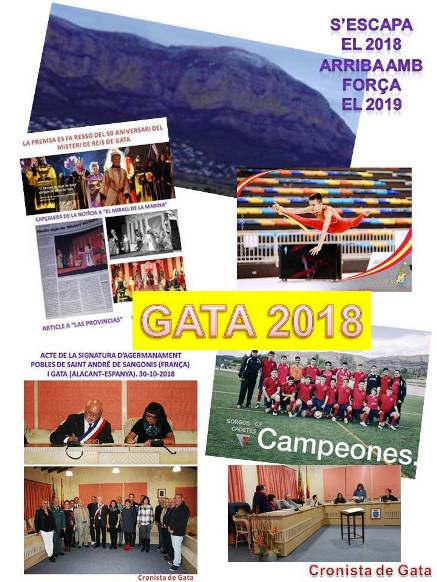 S'ESCAPA
EL 2018
ARRIBA AMB
FORÇA
EL 2019
LA PREMSA ES FA RESSÓ DEL 50 ANIVERSARI DEL
MISTERI DE REIS DE GATA
CAPÇALERA DE LA NOTÍCIA A "EL MIRALL DE LA MARINA"
ARTICLE A "LAS PROVINCIAS"
GATA 2018
ACTE DE LA SIGNATURA D'AGERMANAMENT
POBLES DE SAINT ANDRÉ DE SANGONIS (FRANÇA)
I GATA (ALACANT-ESPANYA). 30-10-2018
GORGOS C.F.
CADETES
Campeones.
Cronista de Gata
Cronista de Gata